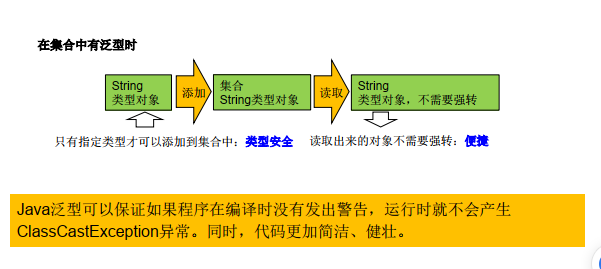 在集合中有泛型时
String
类型对象
添加
集合
String类型对象
读取
String
类型对象，不需要强转
只有指定类型才可以添加到集合中：类型安全
读取出来的对象不需要强转：便捷
Java泛型可以保证如果程序在编译时没有发出警告，运行时就不会产生
ClassCastException异常。同时，代码更加简洁、健壮。